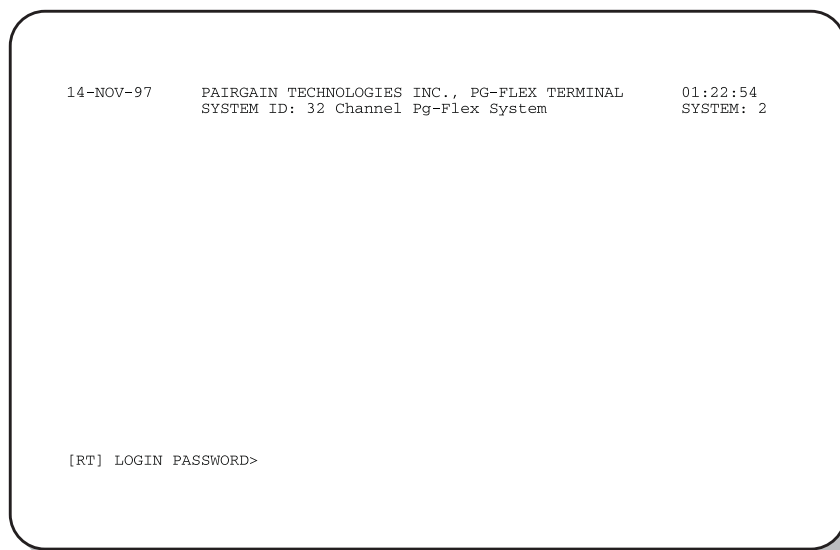 14-NOV-97 PAIRGAIN TECHNOLOGIES INC., PG-FLEX TERMINAL 01:22:54
SYSTEM ID: 32 Channel Pg-Flex System SYSTEM: 2
[RT] LOGIN PASSWORD>